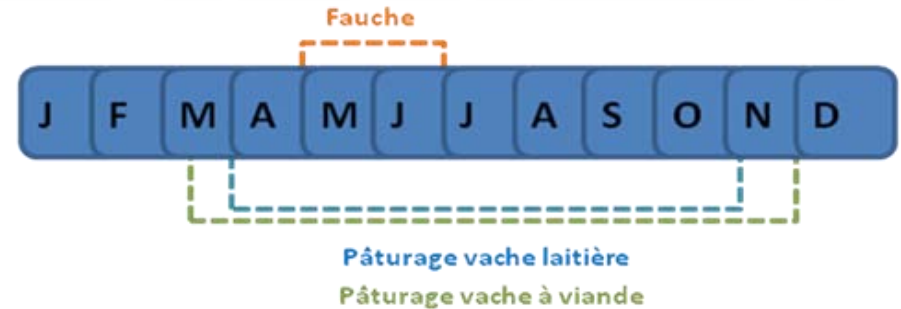 Fauche
J F M A M J J A S O N D
Pâturage vache laitière
Pâturage vache à viande